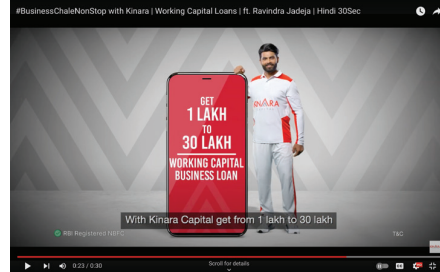 #BusinessChaleNonStop with Kinara | Working Capital Loans | ft. Ravindra Jadeja | Hindi 30Sec
GET
1 LAKH
TO
30 LAKH
WORKING CAPITAL
BUSINESS LOAN
KINARA
With Kinara Capital get from 1 lakh to 30 lakh
RBI Registered NBFC
T&C
0:23 / 0:30
Scroll for details